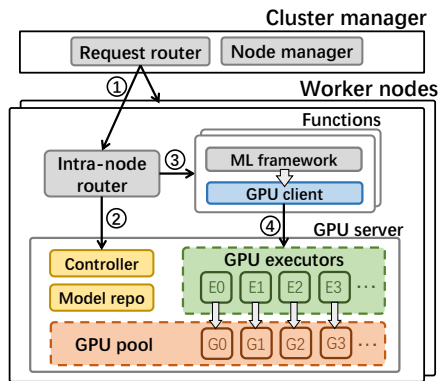 Cluster manager
Request router
Node manager
①
Worker nodes
Functions
Intra-node
router
③
ML framework
GPU client
②
④
GPU server
Controller
Model repo
GPU executors
E0 E1 E2 E3 ···
GPU pool
G0 G1 G2 G3 ···